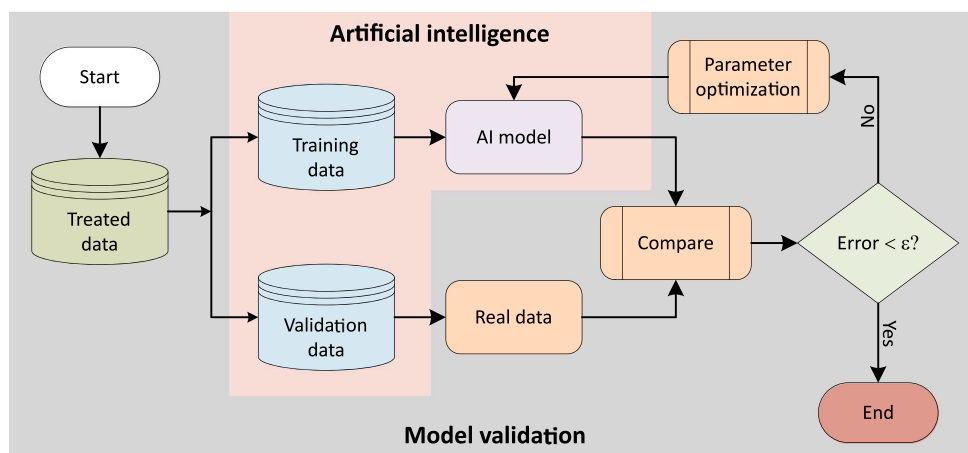 Artificial intelligence
Start
Parameter
optimization
Training
data
AI model
No
Treated
data
Compare
Error < ε?
Validation
data
Real data
Yes
End
Model validation